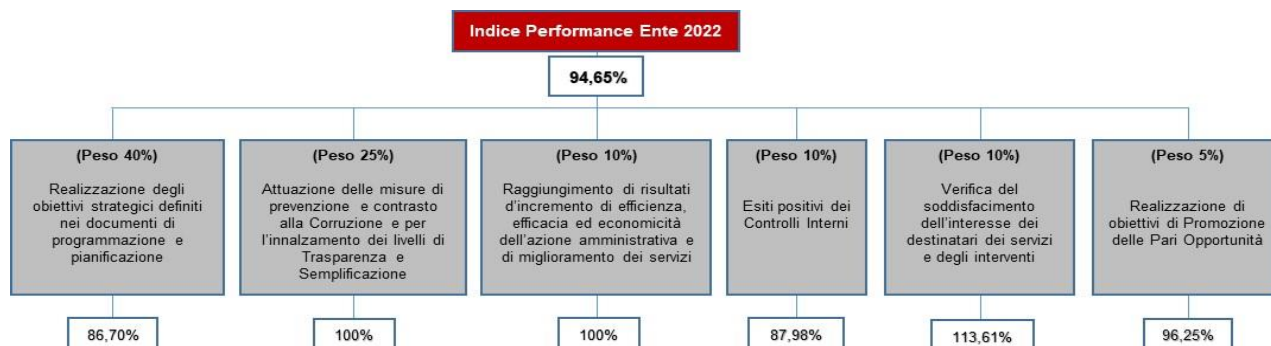 Indice Performance Ente 2022
94,65%
(Peso 40%)
Realizzazione degli
obiettivi strategici definiti
nei documenti di
programmazione e
pianificazione
86,70%
(Peso 25%)
Attuazione delle misure di
prevenzione e contrasto
alla Corruzione e per
l'innalzamento dei livelli di
Trasparenza e
Semplificazione
100%
(Peso 10%)
Raggiungimento di risultati
d'incremento di efficienza,
efficacia ed economicità
dell'azione amministrativa e
di miglioramento dei servizi
100%
(Peso 10%)
Esiti positivi dei
Controlli Interni
87,98%
(Peso 10%)
Verifica del
soddisfacimento
dell'interesse dei
destinatari dei servizi
e degli interventi
113,61%
(Peso 5%)
Realizzazione di
obiettivi di Promozione
delle Pari Opportunità
96,25%